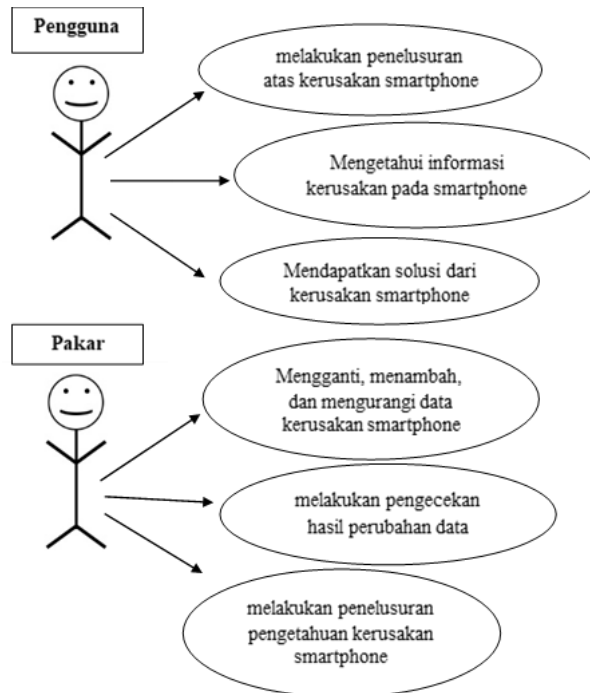 Pengguna
melakukan penelusuran
atas kerusakan smartphone
Mengetahui informasi
kerusakan pada smartphone
Mendapatkan solusi dari
kerusakan smartphone
Pakar
Mengganti, menambah,
dan mengurangi data
kerusakan smartphone
melakukan pengecekan
hasil perubahan data
melakukan penelusuran
pengetahuan kerusakan
smartphone